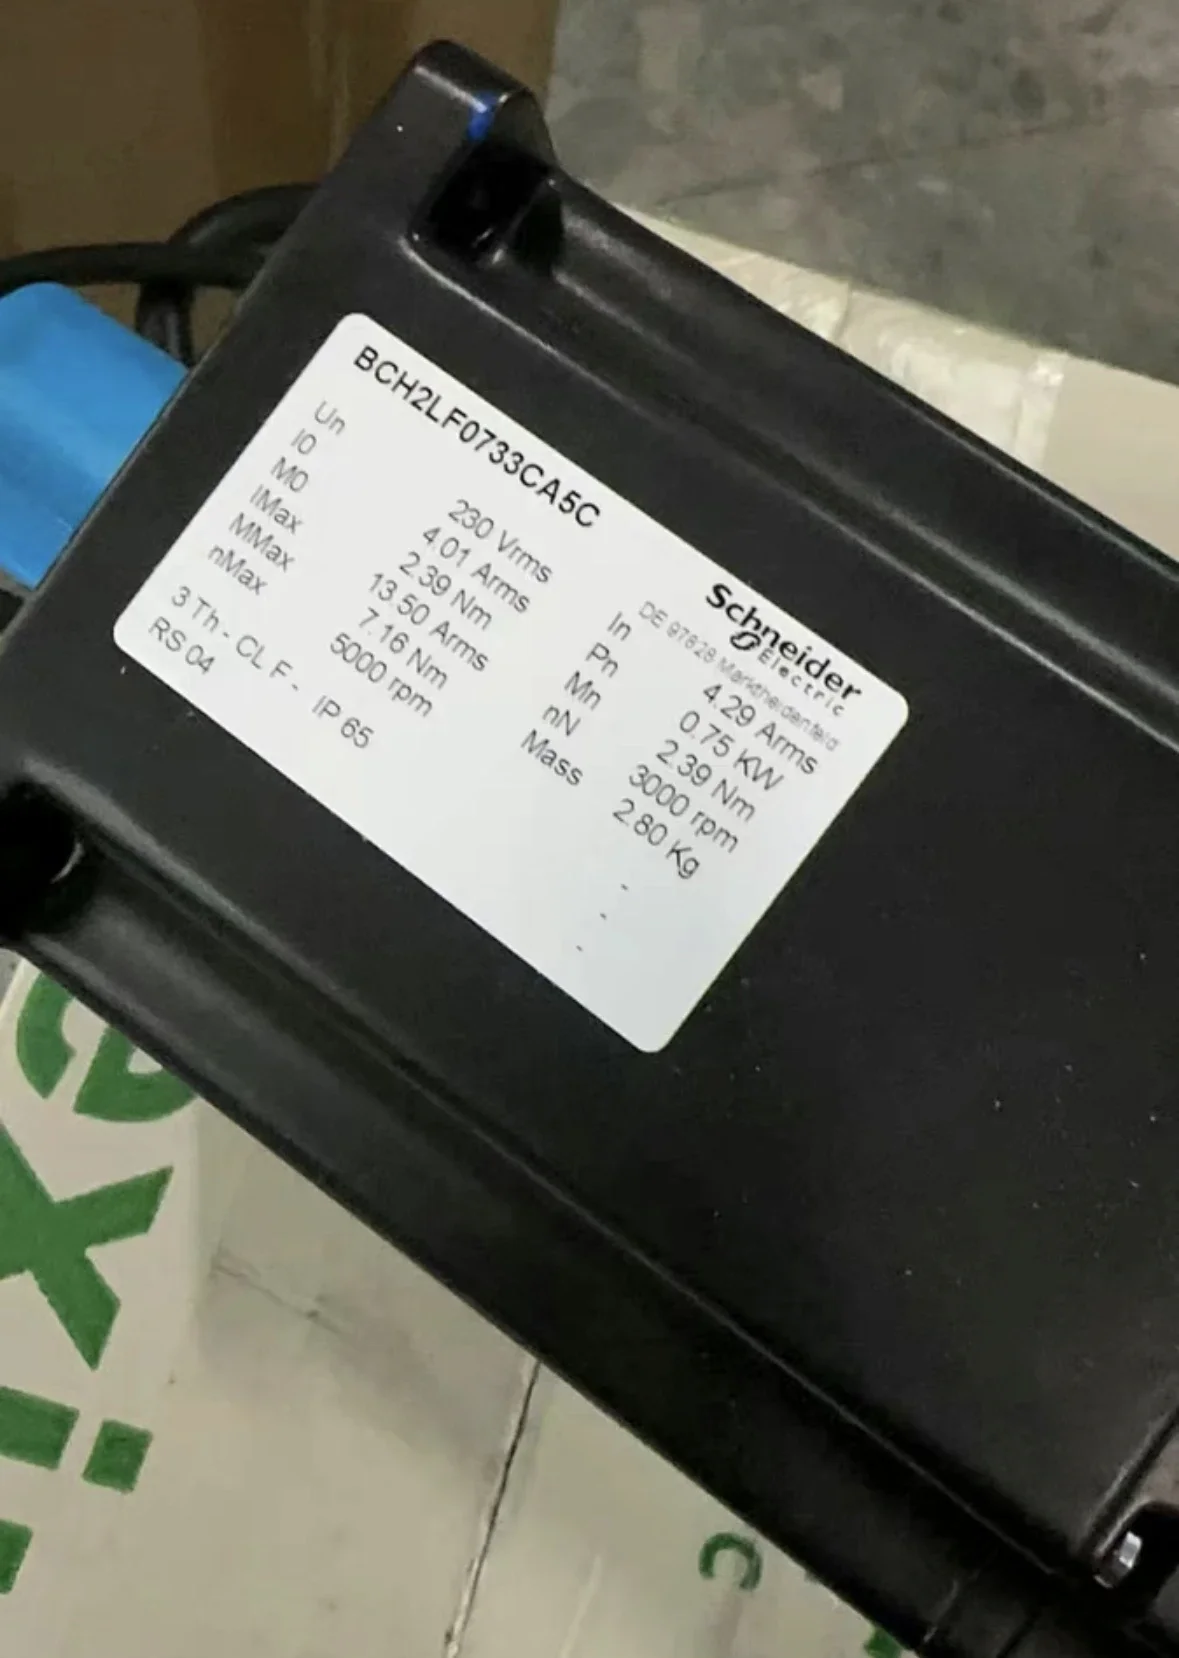 BCH2LF0733CA5C
Schneider
Electric
DE 97828 Marktheidenfeld
Un 230 Vrms
I0 4.01 Arms
M0 2.39 Nm
IMax 13.50 Arms
MMax 7.16 Nm
nMax 5000 rpm
3 Th - CL F - IP 65
RS 04
In 4.29 Arms
Pn 0.75 KW
Mn 2.39 Nm
nN 3000 rpm
Mass 2.80 Kg
-
-
-